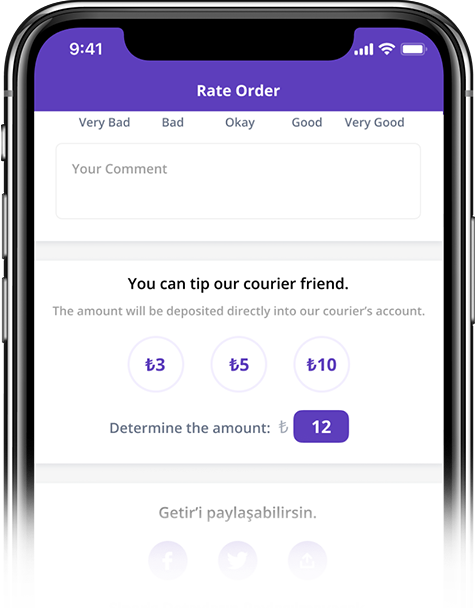 9:41
Rate Order
Very Bad Bad Okay Good Very Good
Your Comment
You can tip our courier friend.
The amount will be deposited directly into our courier's account.
₺3 ₺5 ₺10
Determine the amount: ₺ 12
Getir'i paylaşabilirsin.